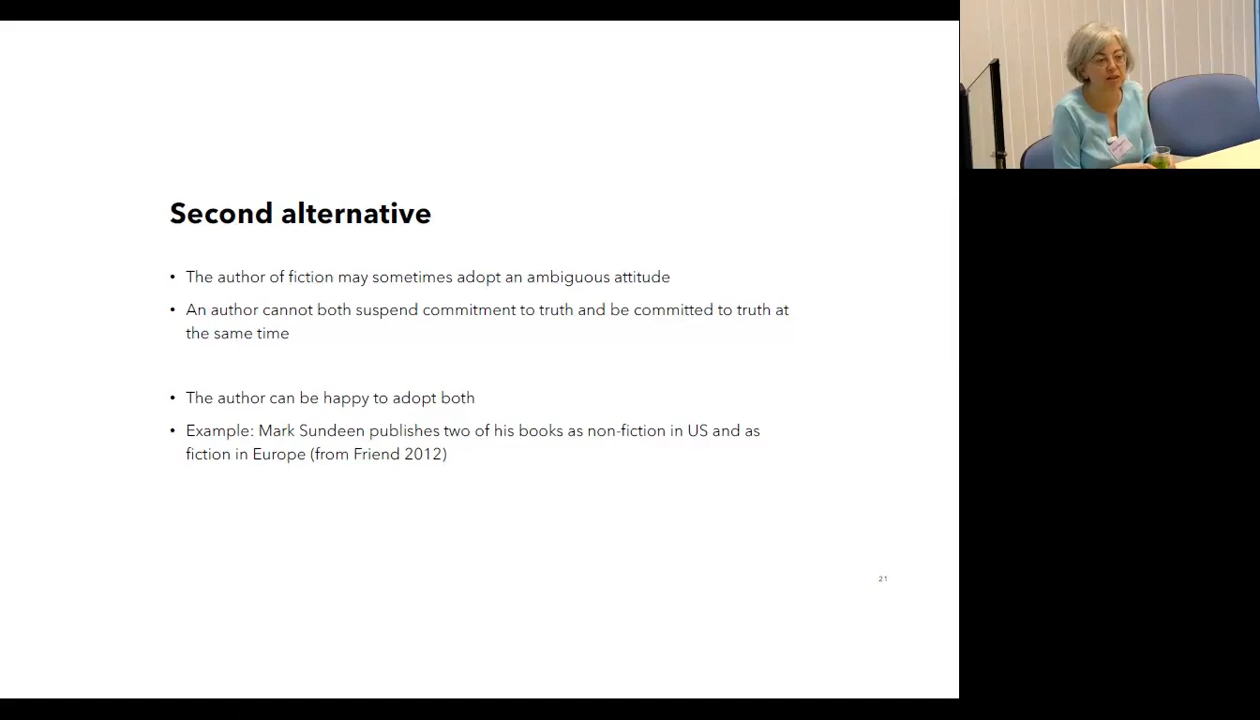 Second alternative
• The author of fiction may sometimes adopt an ambiguous attitude
• An author cannot both suspend commitment to truth and be committed to truth at
the same time
• The author can be happy to adopt both
• Example: Mark Sundeen publishes two of his books as non-fiction in US and as
fiction in Europe (from Friend 2012)
21